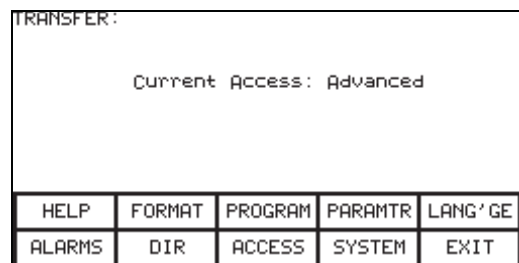 TRANSFER:
Current Access: Advanced
HELP FORMAT PROGRAM PARAMTR LANG'GE
ALARMS DIR ACCESS SYSTEM EXIT